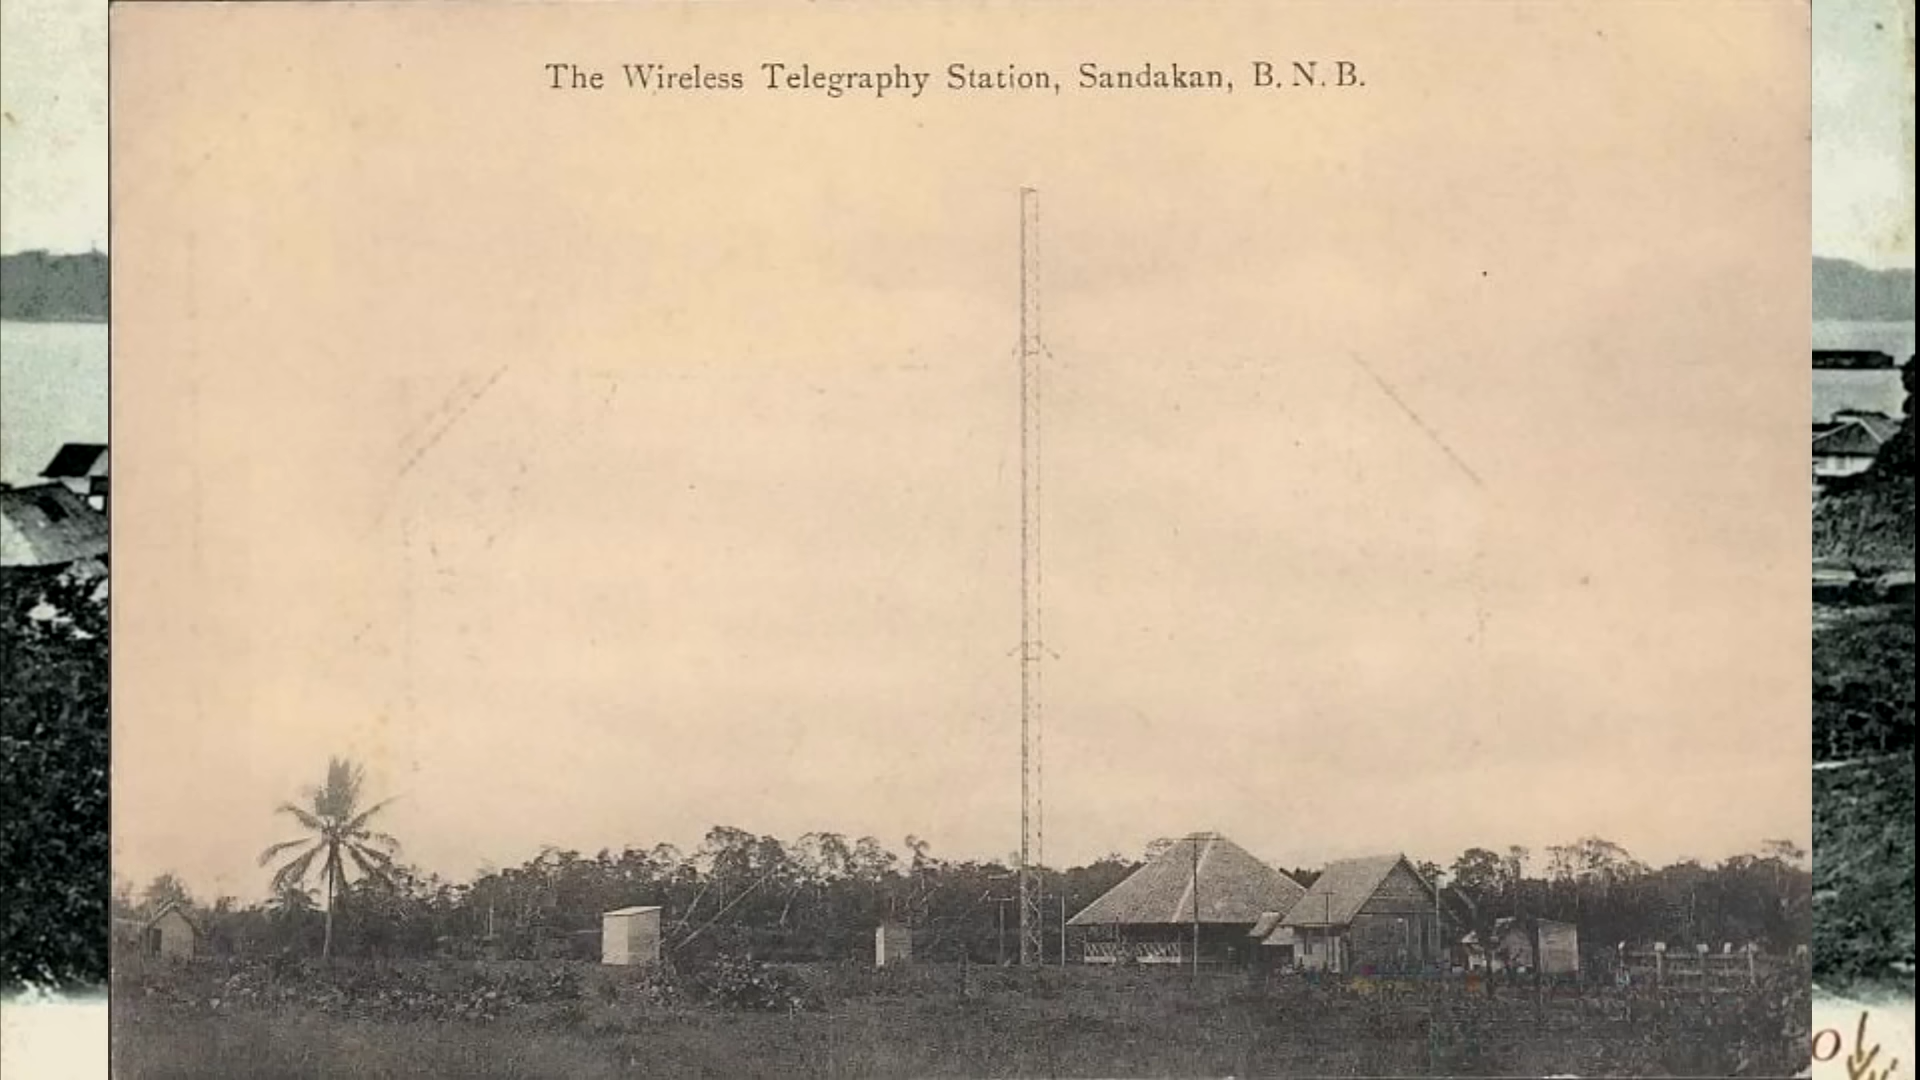 The Wireless Telegraphy Station, Sandakan, B. N. B.